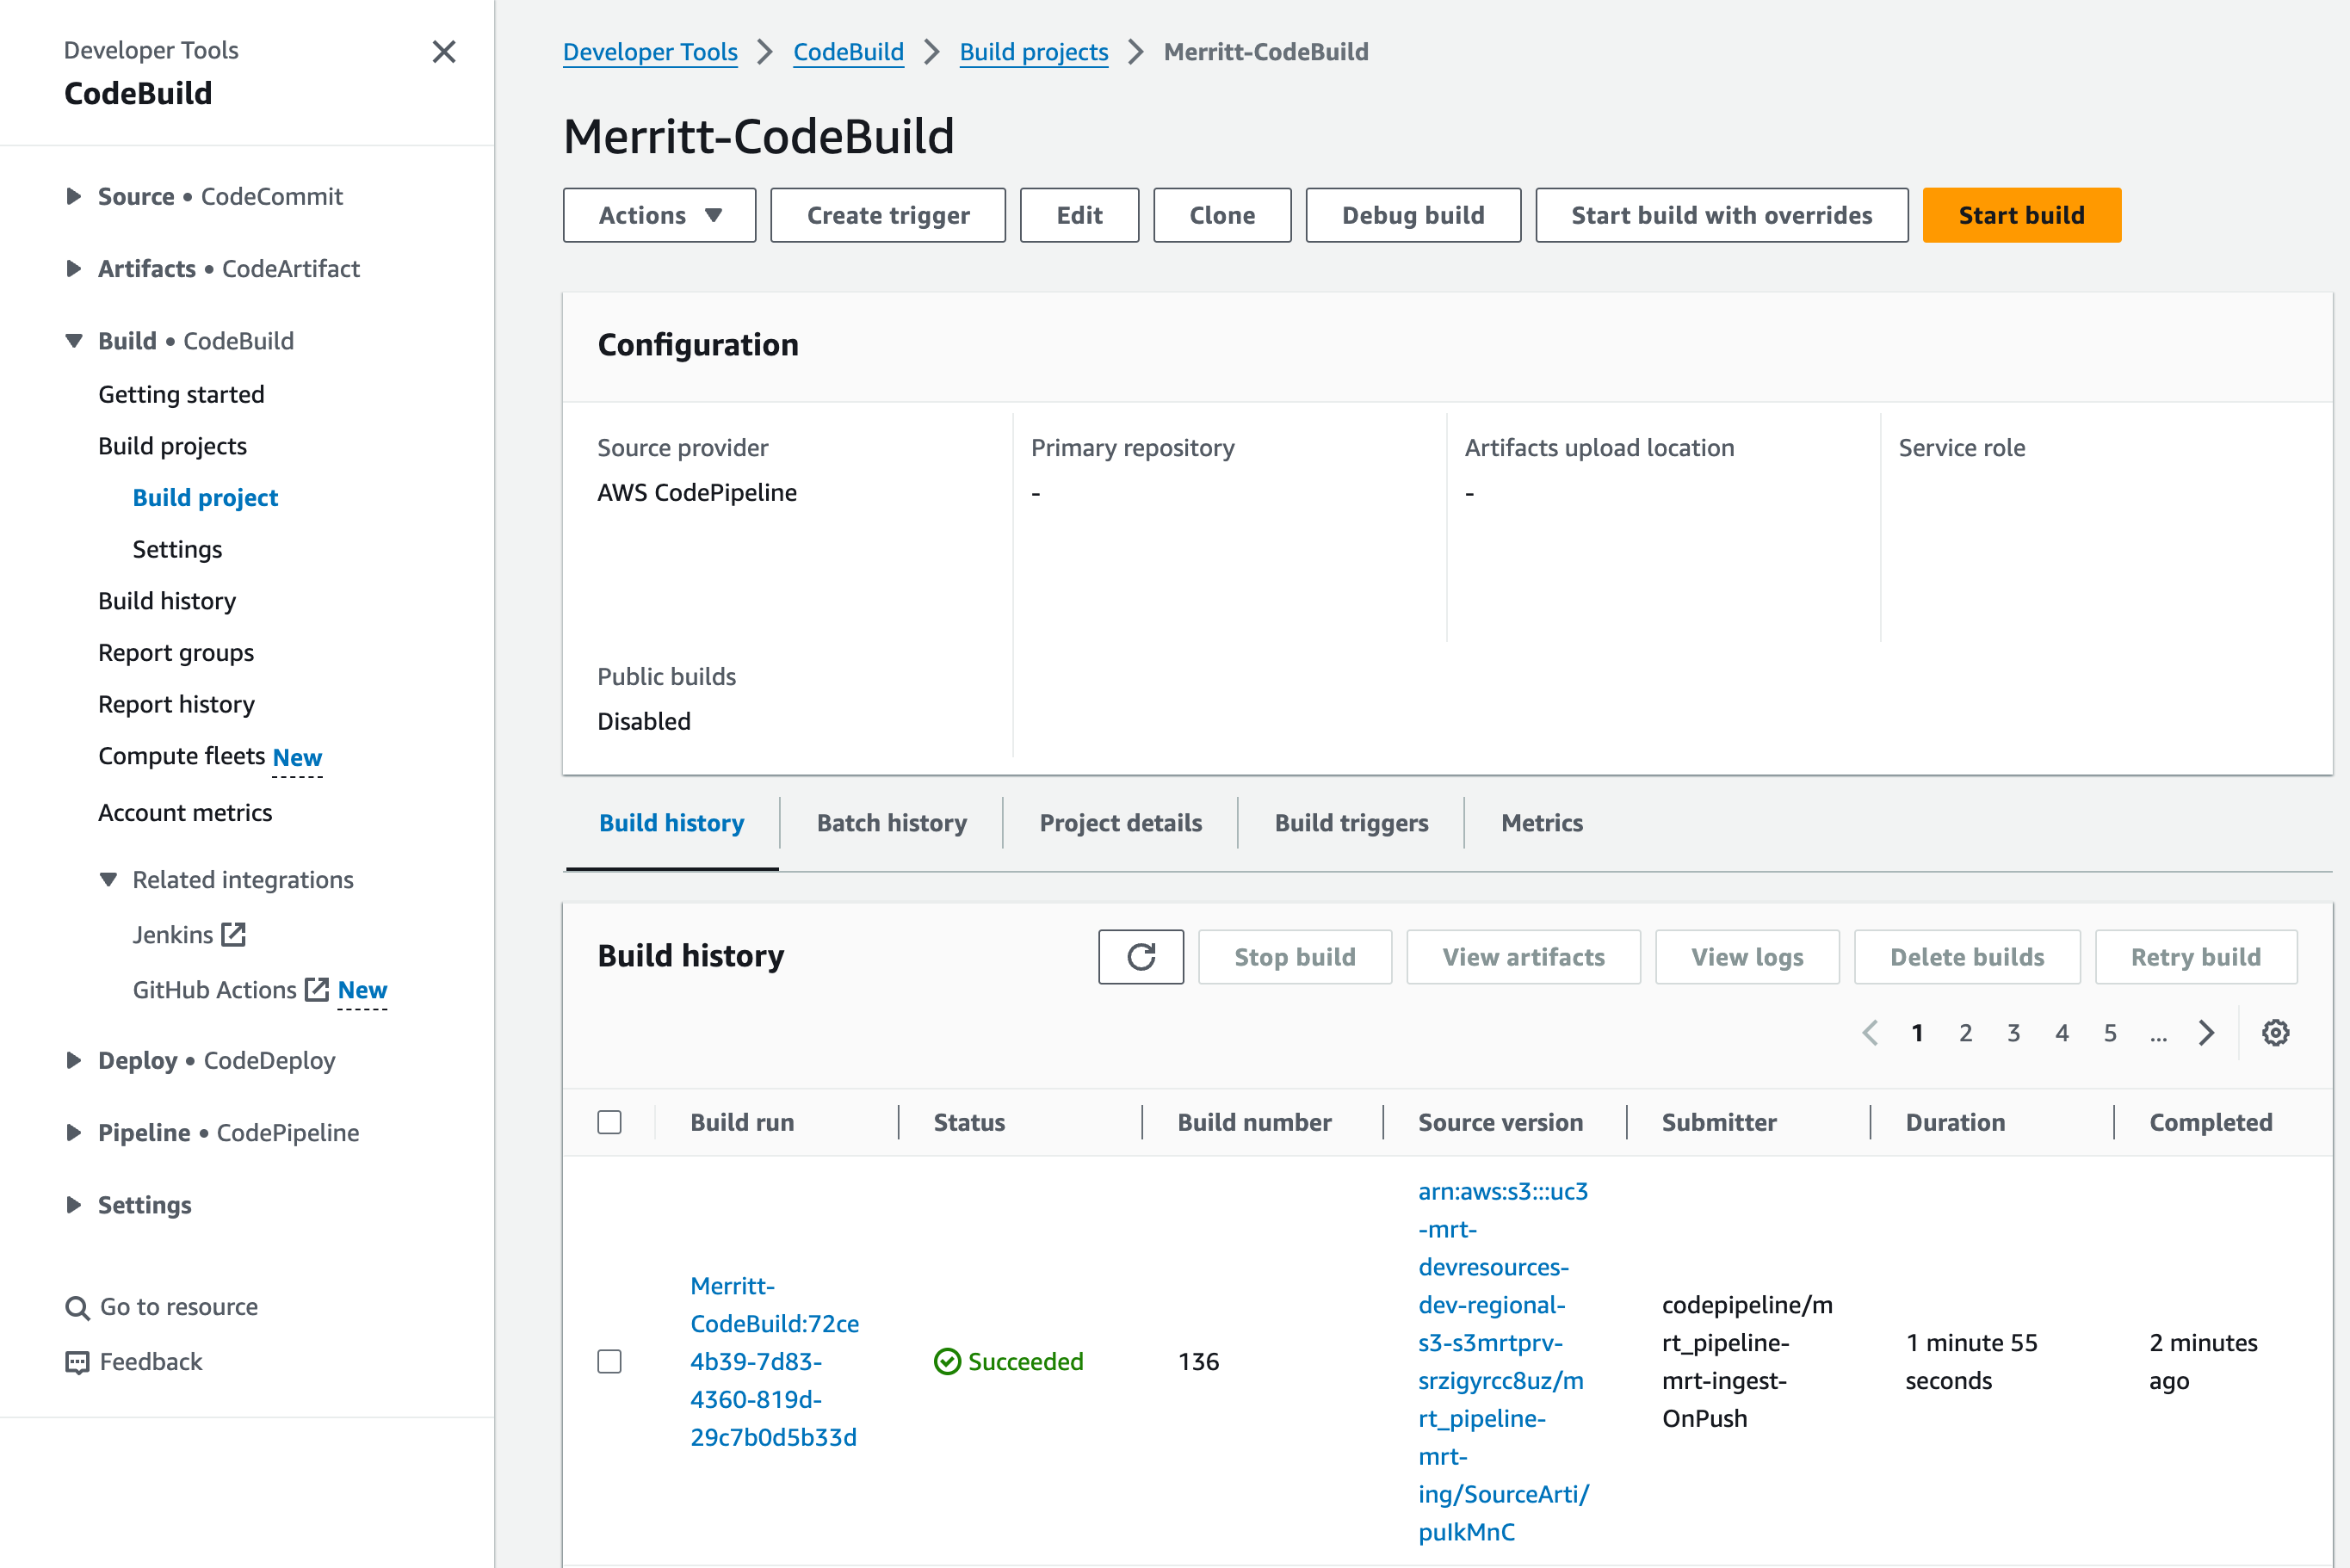 Developer Tools
CodeBuild
Source • CodeCommit
Artifacts • CodeArtifact
Build • CodeBuild
Getting started
Build projects
Build project
Settings
Build history
Report groups
Report history
Compute fleets New
Account metrics
Related integrations
Jenkins
GitHub Actions New
Deploy • CodeDeploy
Pipeline • CodePipeline
Settings
Go to resource
Feedback
Developer Tools > CodeBuild > Build projects > Merritt-CodeBuild
Merritt-CodeBuild
Actions Create trigger Edit Clone Debug build Start build with overrides Start build
Configuration
Source provider
AWS CodePipeline
Primary repository
-
Artifacts upload location
-
Service role
Public builds
Disabled
Build history Batch history Project details Build triggers Metrics
Build history
Stop build View artifacts View logs Delete builds Retry build
1 2 3 4 5 ...
Build run Status Build number Source version Submitter Duration Completed
Merritt-
CodeBuild:72ce
4b39-7d83-
4360-819d-
29c7b0d5b33d
Succeeded
136
arn:aws:s3:::uc3
-mrt-
devresources-
dev-regional-
s3-s3mrtprv-
srzigyrcc8uz/m
rt_pipeline-
mrt-
ing/SourceArti/
puIkMnC
codepipeline/m
rt_pipeline-
mrt-ingest-
OnPush
1 minute 55
seconds
2 minutes
ago